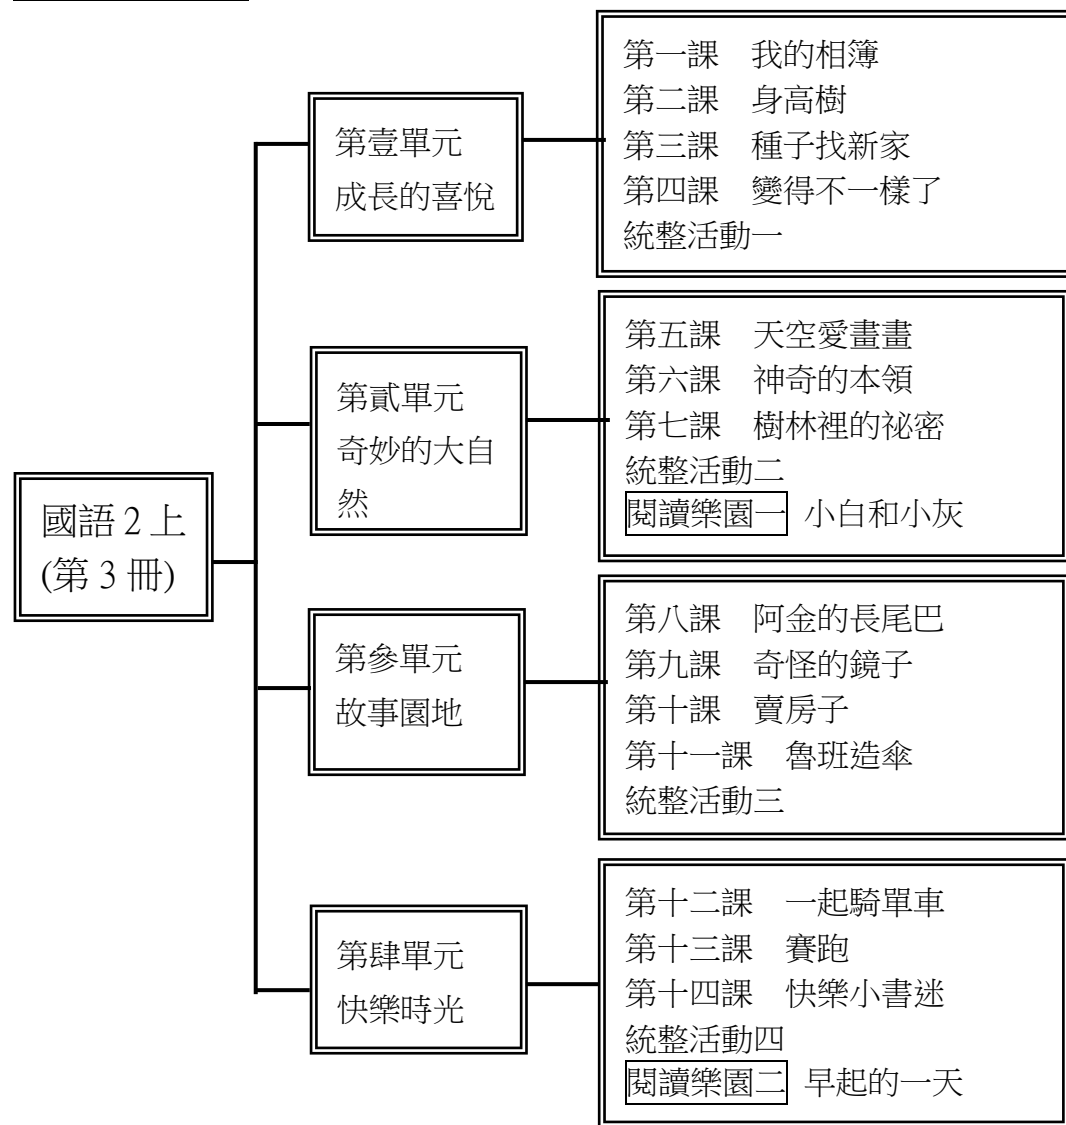 國語 2 上
(第 3 冊)
第壹單元
成長的喜悅
第一課　我的相簿
第二課　身高樹
第三課　種子找新家
第四課　變得不一樣了
統整活動一
第貳單元
奇妙的大自
然
第五課　天空愛畫畫
第六課　神奇的本領
第七課　樹林裡的祕密
統整活動二
閱讀樂園一 小白和小灰
第參單元
故事園地
第八課　阿金的長尾巴
第九課　奇怪的鏡子
第十課　賣房子
第十一課　魯班造傘
統整活動三
第肆單元
快樂時光
第十二課　一起騎單車
第十三課　賽跑
第十四課　快樂小書迷
統整活動四
閱讀樂園二 早起的一天